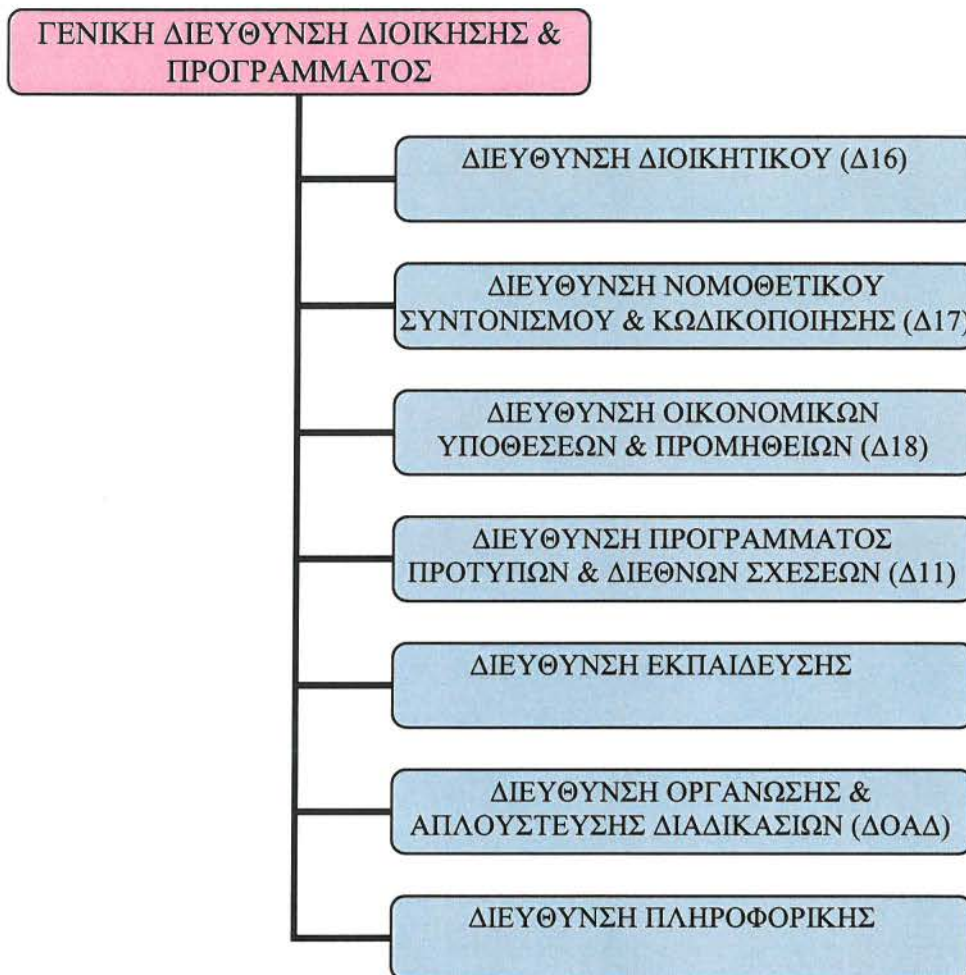 ΓΕΝΙΚΗ ΔΙΕΥΘΥΝΣΗ ΔΙΟΙΚΗΣΗΣ &
ΠΡΟΓΡΑΜΜΑΤΟΣ
ΔΙΕΥΘΥΝΣΗ ΔΙΟΙΚΗΤΙΚΟΥ (Δ16)
ΔΙΕΥΘΥΝΣΗ ΝΟΜΟΘΕΤΙΚΟΥ
ΣΥΝΤΟΝΙΣΜΟΥ & ΚΩΔΙΚΟΠΟΙΗΣΗΣ (Δ17)
ΔΙΕΥΘΥΝΣΗ ΟΙΚΟΝΟΜΙΚΩΝ
ΥΠΟΘΕΣΕΩΝ & ΠΡΟΜΗΘΕΙΩΝ (Δ18)
ΔΙΕΥΘΥΝΣΗ ΠΡΟΓΡΑΜΜΑΤΟΣ
ΠΡΟΤΥΠΩΝ & ΔΙΕΘΝΩΝ ΣΧΕΣΕΩΝ (Δ11)
ΔΙΕΥΘΥΝΣΗ ΕΚΠΑΙΔΕΥΣΗΣ
ΔΙΕΥΘΥΝΣΗ ΟΡΓΑΝΩΣΗΣ &
ΑΠΛΟΥΣΤΕΥΣΗΣ ΔΙΑΔΙΚΑΣΙΩΝ (ΔΟΑΔ)
ΔΙΕΥΘΥΝΣΗ ΠΛΗΡΟΦΟΡΙΚΗΣ